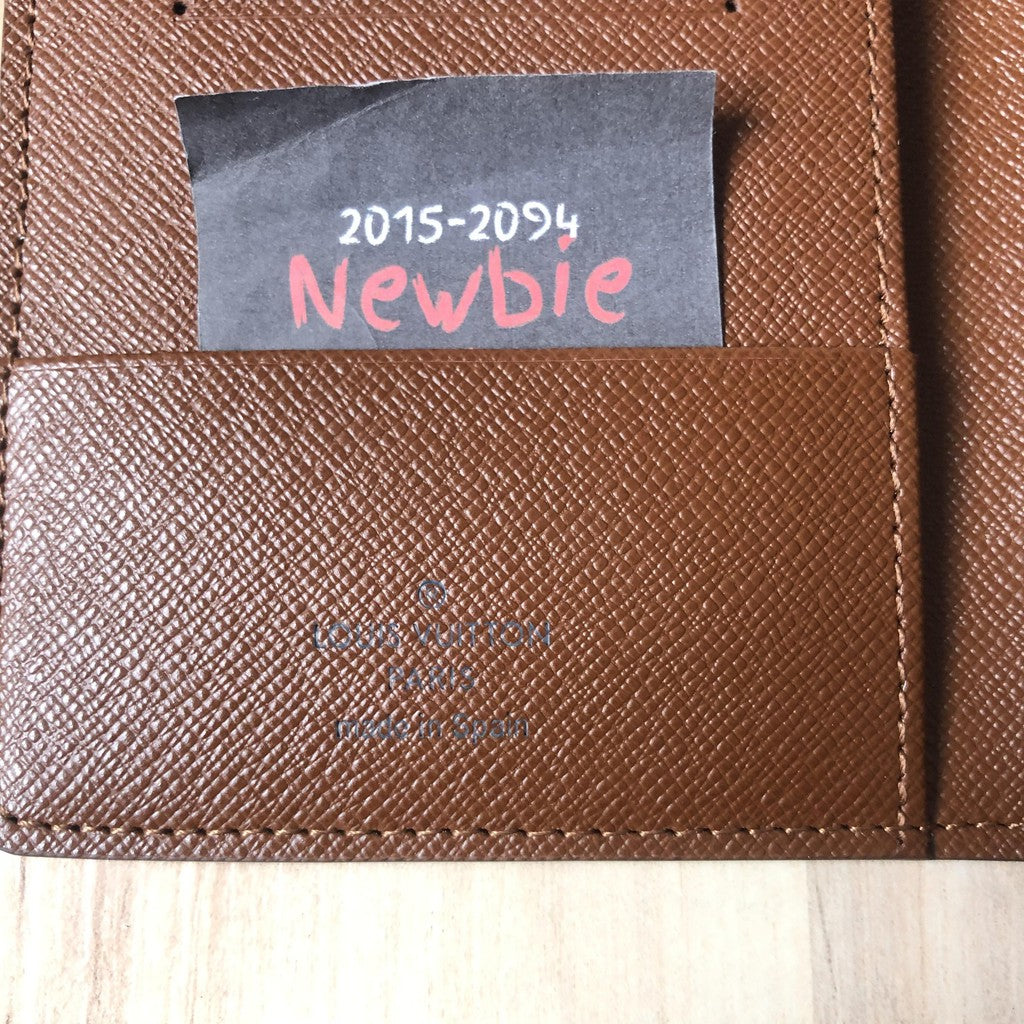 2015-2094
Newbie
®
LOUIS VUITTON
PARIS
made in Spain